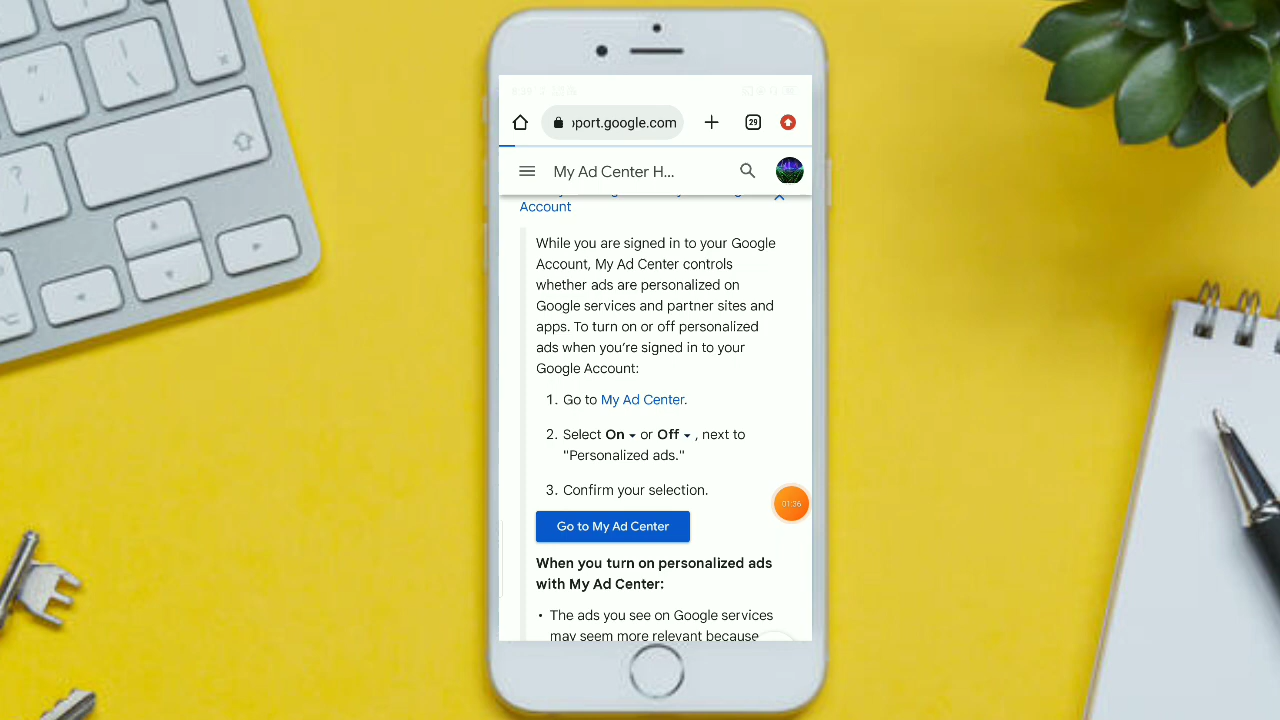 29
port.google.com
My Ad Center H...
Account
While you are signed in to your Google
Account, My Ad Center controls
whether ads are personalized on
Google services and partner sites and
apps. To turn on or off personalized
ads when you're signed in to your
Google Account:
1. Go to My Ad Center.
2. Select On or Off , next to
"Personalized ads."
3. Confirm your selection.
01:36
Go to My Ad Center
When you turn on personalized ads
with My Ad Center:
• The ads you see on Google services
may seem more relevant because